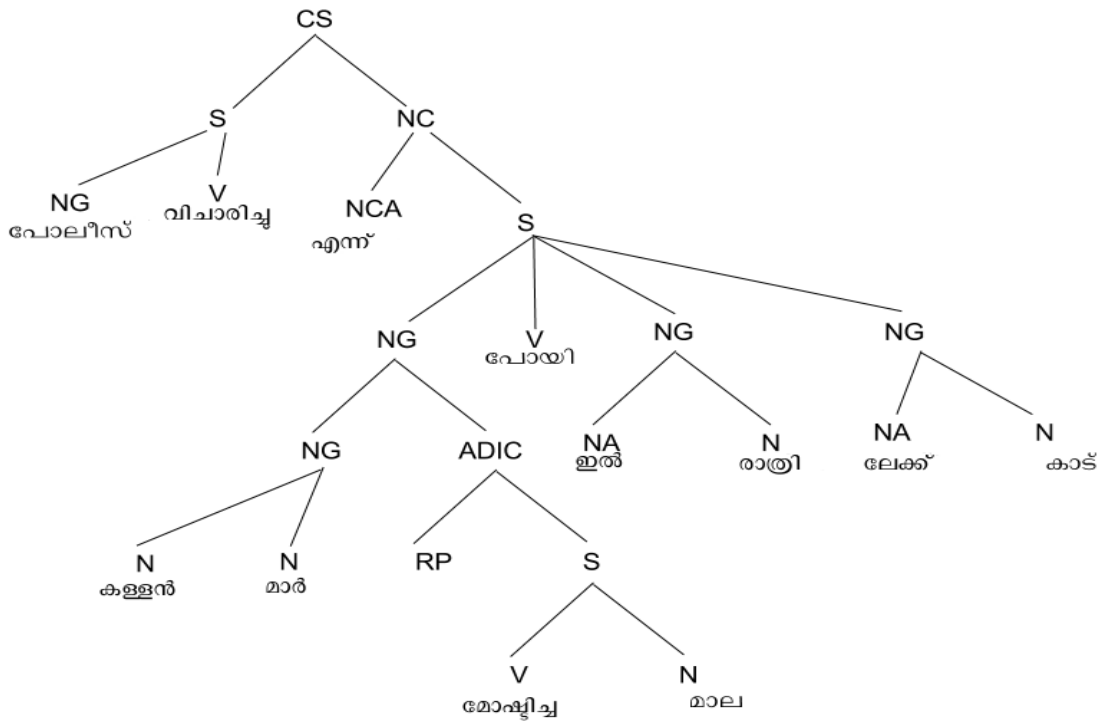 CS
S NC
NG V NCA S
പോലീസ് വിചാരിച്ചു എന്ന്
NG V NG NG
പോയി
NG ADIC NA N NA N
ഇൽ രാത്രി ലേക്ക് കാട്
N N RP S
കള്ളൻ മാർ
V N
മോഷ്ടിച്ച മാല